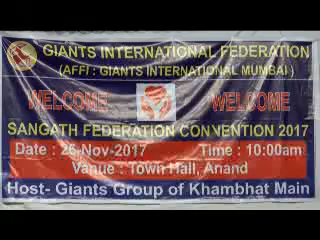 GIANTS INTERNATIONAL FEDERATION
(AFFI : GIANTS INTERNATIONAL MUMBAI)
WELCOME WELCOME
SANGATH FEDERATION CONVENTION 2017
Date : 26-Nov-2017 Time : 10:00am
Vanue : Town Hall, Anand
Host- Giants Group of Khambhat Main